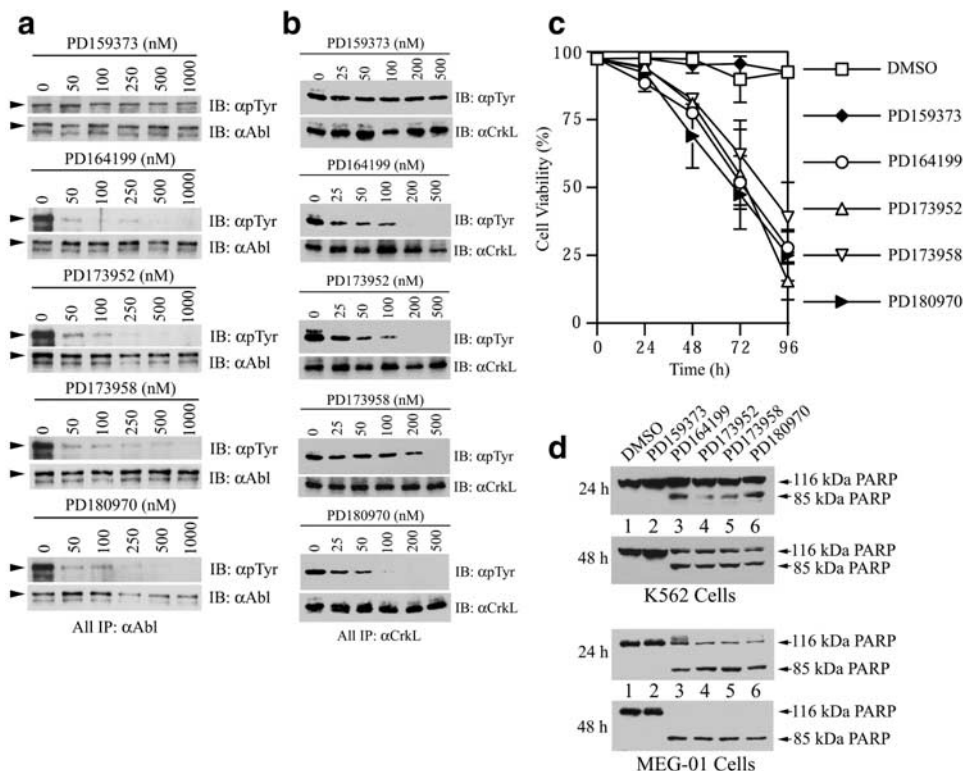 a
PD159373 (nM)
0 50 100 250 500 1000
IB: αpTyr
IB: αAbl
PD164199 (nM)
0 50 100 250 500 1000
IB: αpTyr
IB: αAbl
PD173952 (nM)
0 50 100 250 500 1000
IB: αpTyr
IB: αAbl
PD173958 (nM)
0 50 100 250 500 1000
IB: αpTyr
IB: αAbl
PD180970 (nM)
0 50 100 250 500 1000
IB: αpTyr
IB: αAbl
All IP: αAbl
b
PD159373 (nM)
0 25 50 100 200 500
IB: αpTyr
IB: αCrkL
PD164199 (nM)
0 25 50 100 200 500
IB: αpTyr
IB: αCrkL
PD173952 (nM)
0 25 50 100 200 500
IB: αpTyr
IB: αCrkL
PD173958 (nM)
0 25 50 100 200 500
IB: αpTyr
IB: αCrkL
PD180970 (nM)
0 25 50 100 200 500
IB: αpTyr
IB: αCrkL
All IP: αCrkL
c
100
75
50
25
0
Cell Viability (%)
0 24 48 72 96
Time (h)
DMSO
PD159373
PD164199
PD173952
PD173958
PD180970
d
DMSO PD159373 PD164199 PD173952 PD173958 PD180970
24 h
116 kDa PARP
85 kDa PARP
1 2 3 4 5 6
48 h
116 kDa PARP
85 kDa PARP
K562 Cells
24 h
116 kDa PARP
85 kDa PARP
1 2 3 4 5 6
48 h
116 kDa PARP
85 kDa PARP
MEG-01 Cells